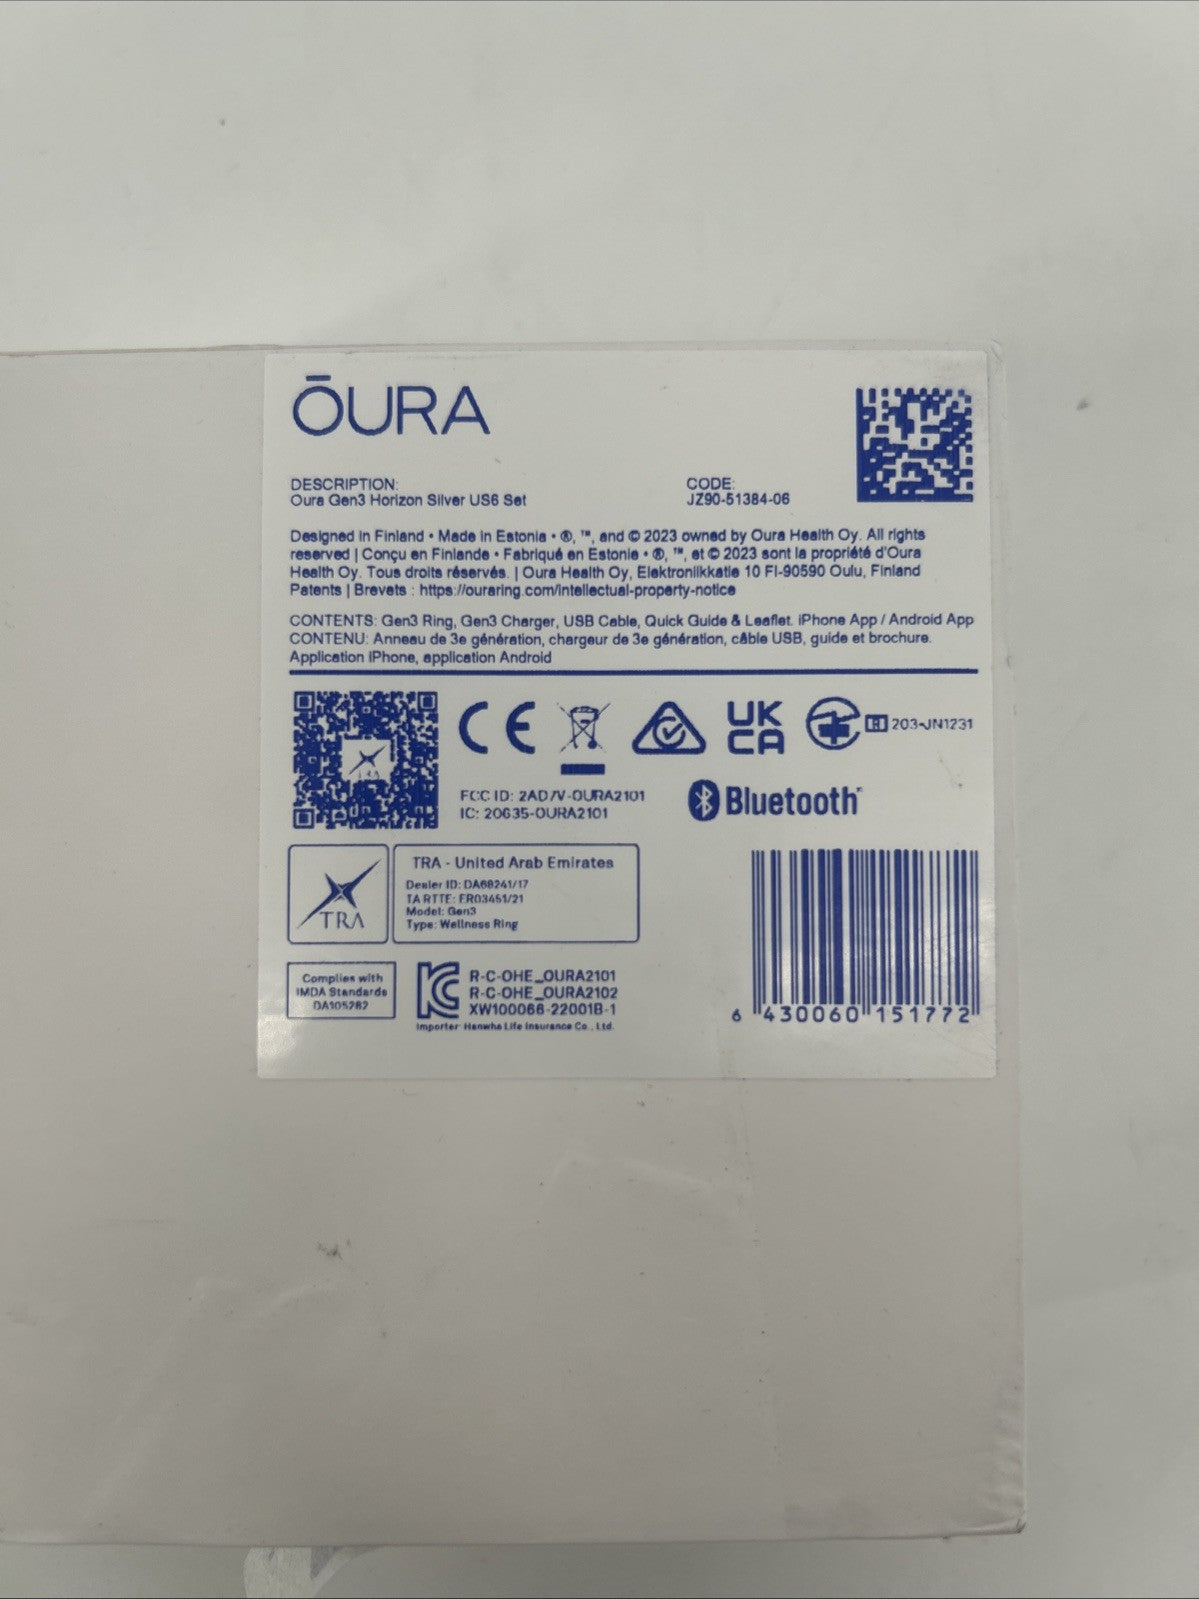 ŌURA
DESCRIPTION:
Oura Gen3 Horizon Silver US6 Set
CODE:
JZ90-51384-06
Designed in Finland • Made in Estonia • ®, ™, and © 2023 owned by Oura Health Oy. All rights
reserved | Conçu en Finlande • Fabriqué en Estonie • ®, ™, et © 2023 sont la propriété d'Oura
Health Oy. Tous droits réservés. | Oura Health Oy, Elektroniikkatie 10 FI-90590 Oulu, Finland
Patents | Brevets : https://ouraring.com/intellectual-property-notice
CONTENTS: Gen3 Ring, Gen3 Charger, USB Cable, Quick Guide & Leaflet. iPhone App / Android App
CONTENU: Anneau de 3e génération, chargeur de 3e génération, câble USB, guide et brochure.
Application iPhone, application Android
TRA
CE
UK
CA
R 203-JN1231
FCC ID: 2AD7V-OURA2101
IC: 20635-OURA2101
Bluetooth
TRA
TRA - United Arab Emirates
Dealer ID: DA68241/17
TA RTTE: ER03451/21
Model: Gen3
Type: Wellness Ring
Complies with
IMDA Standards
DA105282
R-C-OHE_OURA2101
R-C-OHE_OURA2102
XW100066-22001B-1
Importer Hanwha Life Insurance Co., Ltd.
6 430060 151772